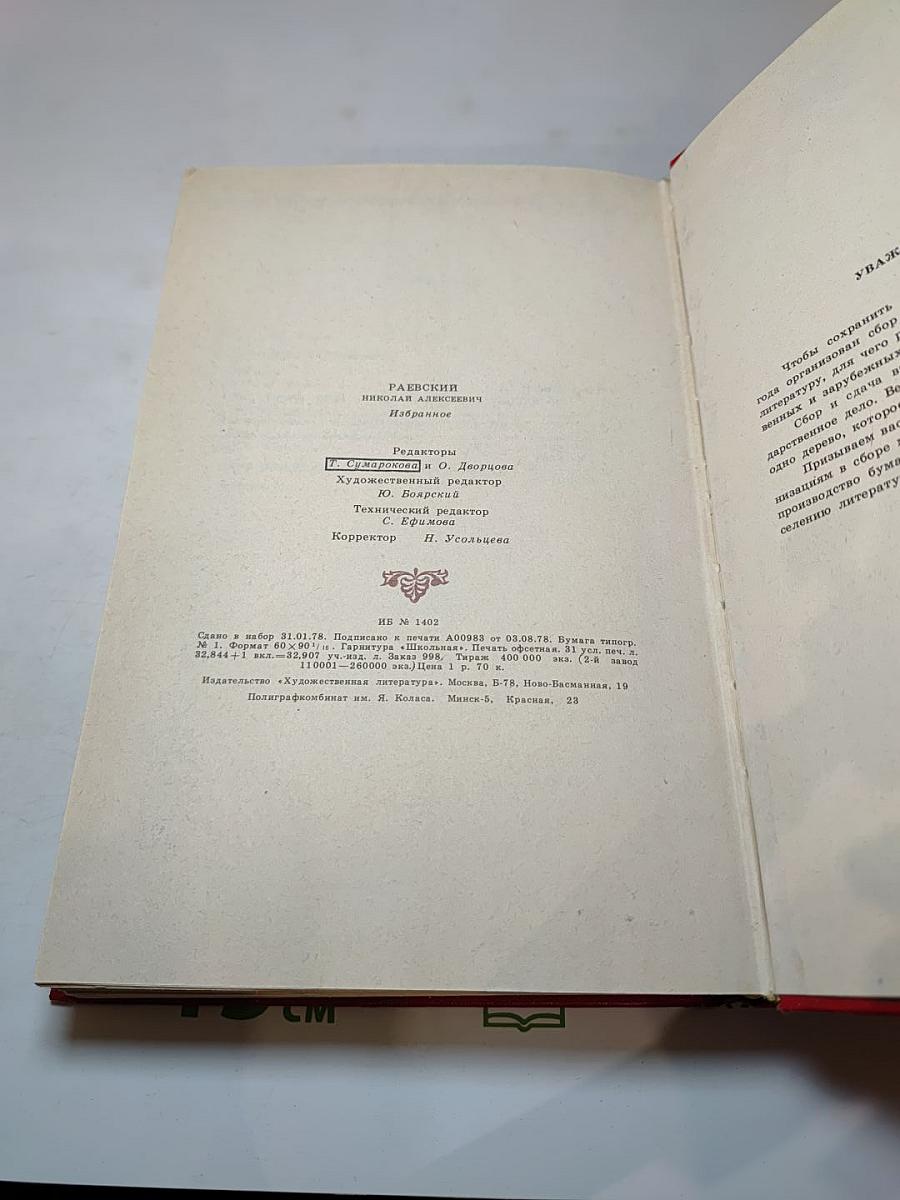 РАЕВСКИЙ
НИКОЛАЙ АЛЕКСЕЕВИЧ
Избранное
Редакторы
Т. Сумарокова и О. Дворцова
Художественный редактор
Ю. Боярский
Технический редактор
С. Ефимова
Корректор Н. Усольцева
ИБ № 1402
Сдано в набор 31.01.78. Подписано к печати А00983 от 03.08.78. Бумага типогр.
№ 1. Формат 60×90 1/16. Гарнитура «Школьная». Печать офсетная. 31 усл. печ. л.
32,844+1 вкл.=32,907 уч.-изд. л. Заказ 998. Тираж 400 000 экз. (2-й завод
110001—260000 экз.) Цена 1 р. 70 к.
Издательство «Художественная литература». Москва, Б-78, Ново-Басманная, 19
Полиграфкомбинат им. Я. Коласа. Минск-5, Красная, 23
УВАЖ
Чтобы сохранить
года организован сбор
литературу, для чего
венных и зарубежных
Сбор и сдача
дарственное дело.
одно дерево, которое
Призываем вас
низациям в сборе
производство бума
селению литерату
см